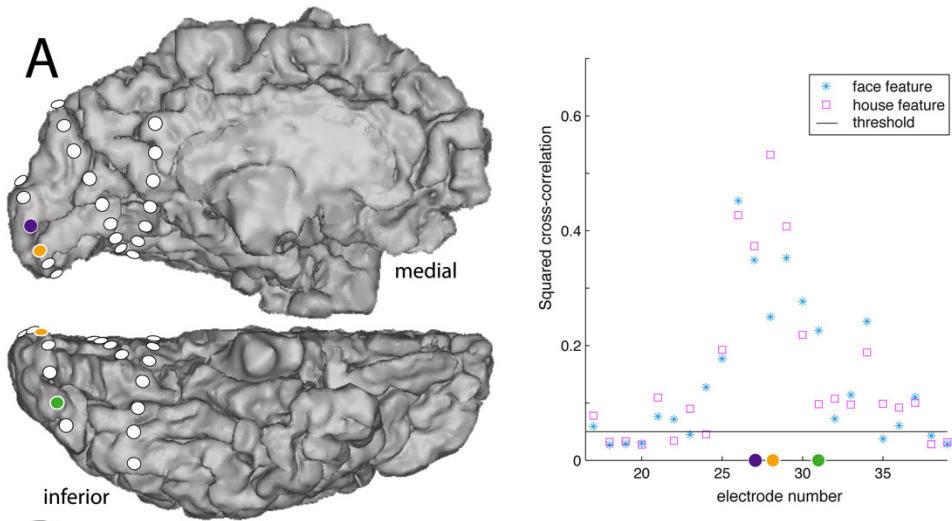 A
medial
inferior
face feature
house feature
threshold
Squared cross-correlation
0.6
0.4
0.2
0
20
25
30
35
electrode number